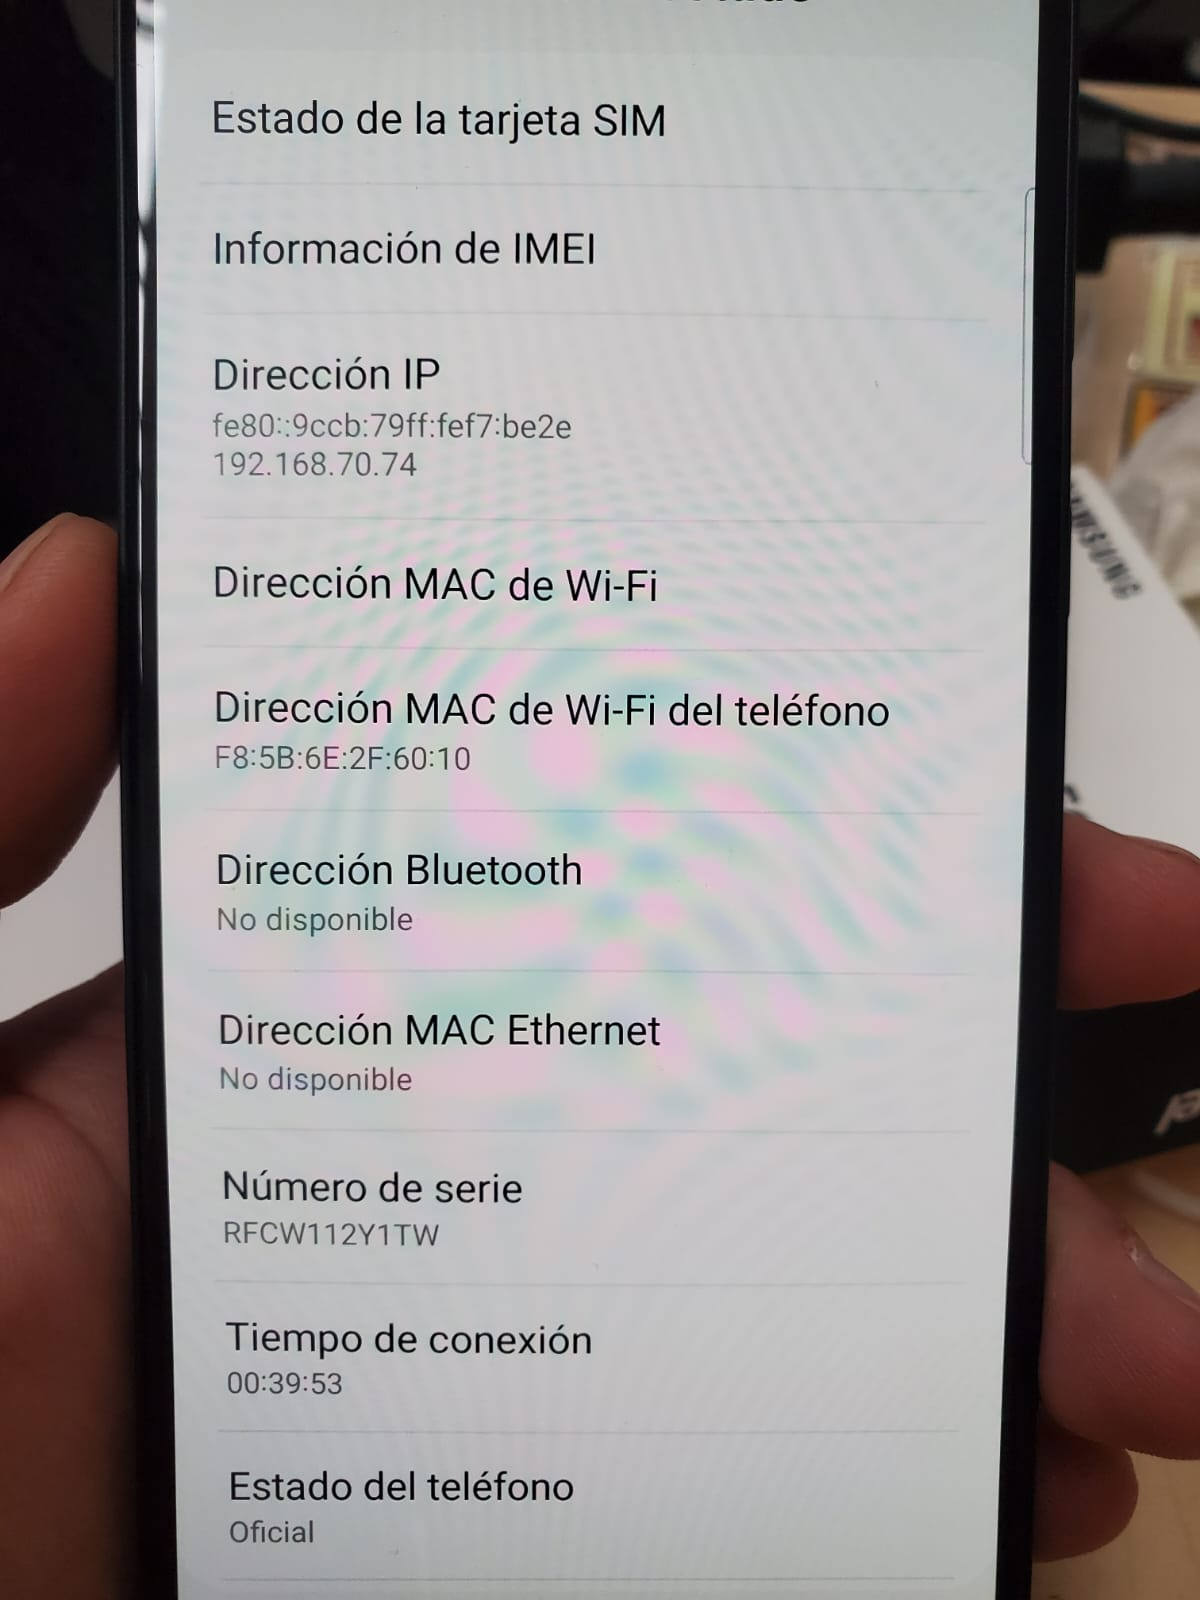 Estado de la tarjeta SIM
Información de IMEI
Dirección IP
fe80::9ccb:79ff:fef7:be2e
192.168.70.74
Dirección MAC de Wi-Fi
Dirección MAC de Wi-Fi del teléfono
F8:5B:6E:2F:60:10
Dirección Bluetooth
No disponible
Dirección MAC Ethernet
No disponible
Número de serie
RFCW112Y1TW
Tiempo de conexión
00:39:53
Estado del teléfono
Oficial